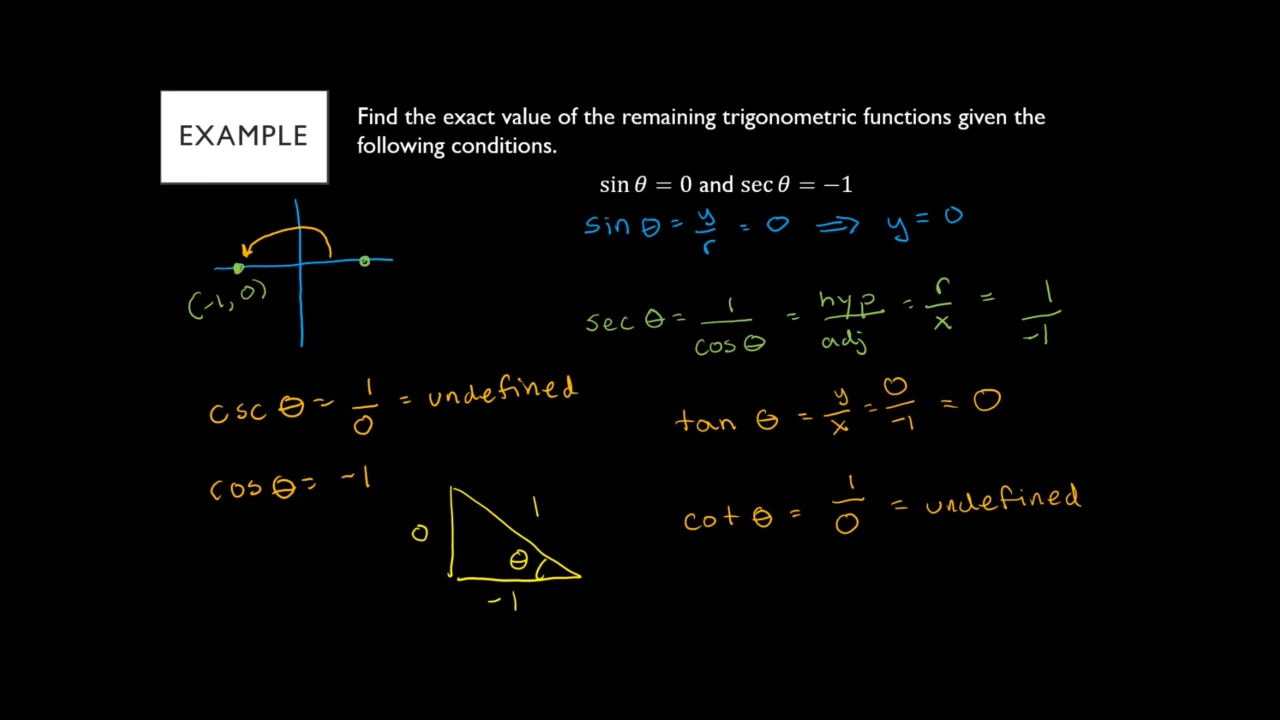 EXAMPLE
Find the exact value of the remaining trigonometric functions given the
following conditions.
sin θ = 0 and sec θ = −1
sin θ = y/r = 0 ⟹ y = 0
(-1, 0)
sec θ = 1/cos θ = hyp/adj = r/x = 1/-1
csc θ = 1/0 = undefined
tan θ = y/x = 0/-1 = 0
cos θ = -1
cot θ = 1/0 = undefined
1
0
θ
-1